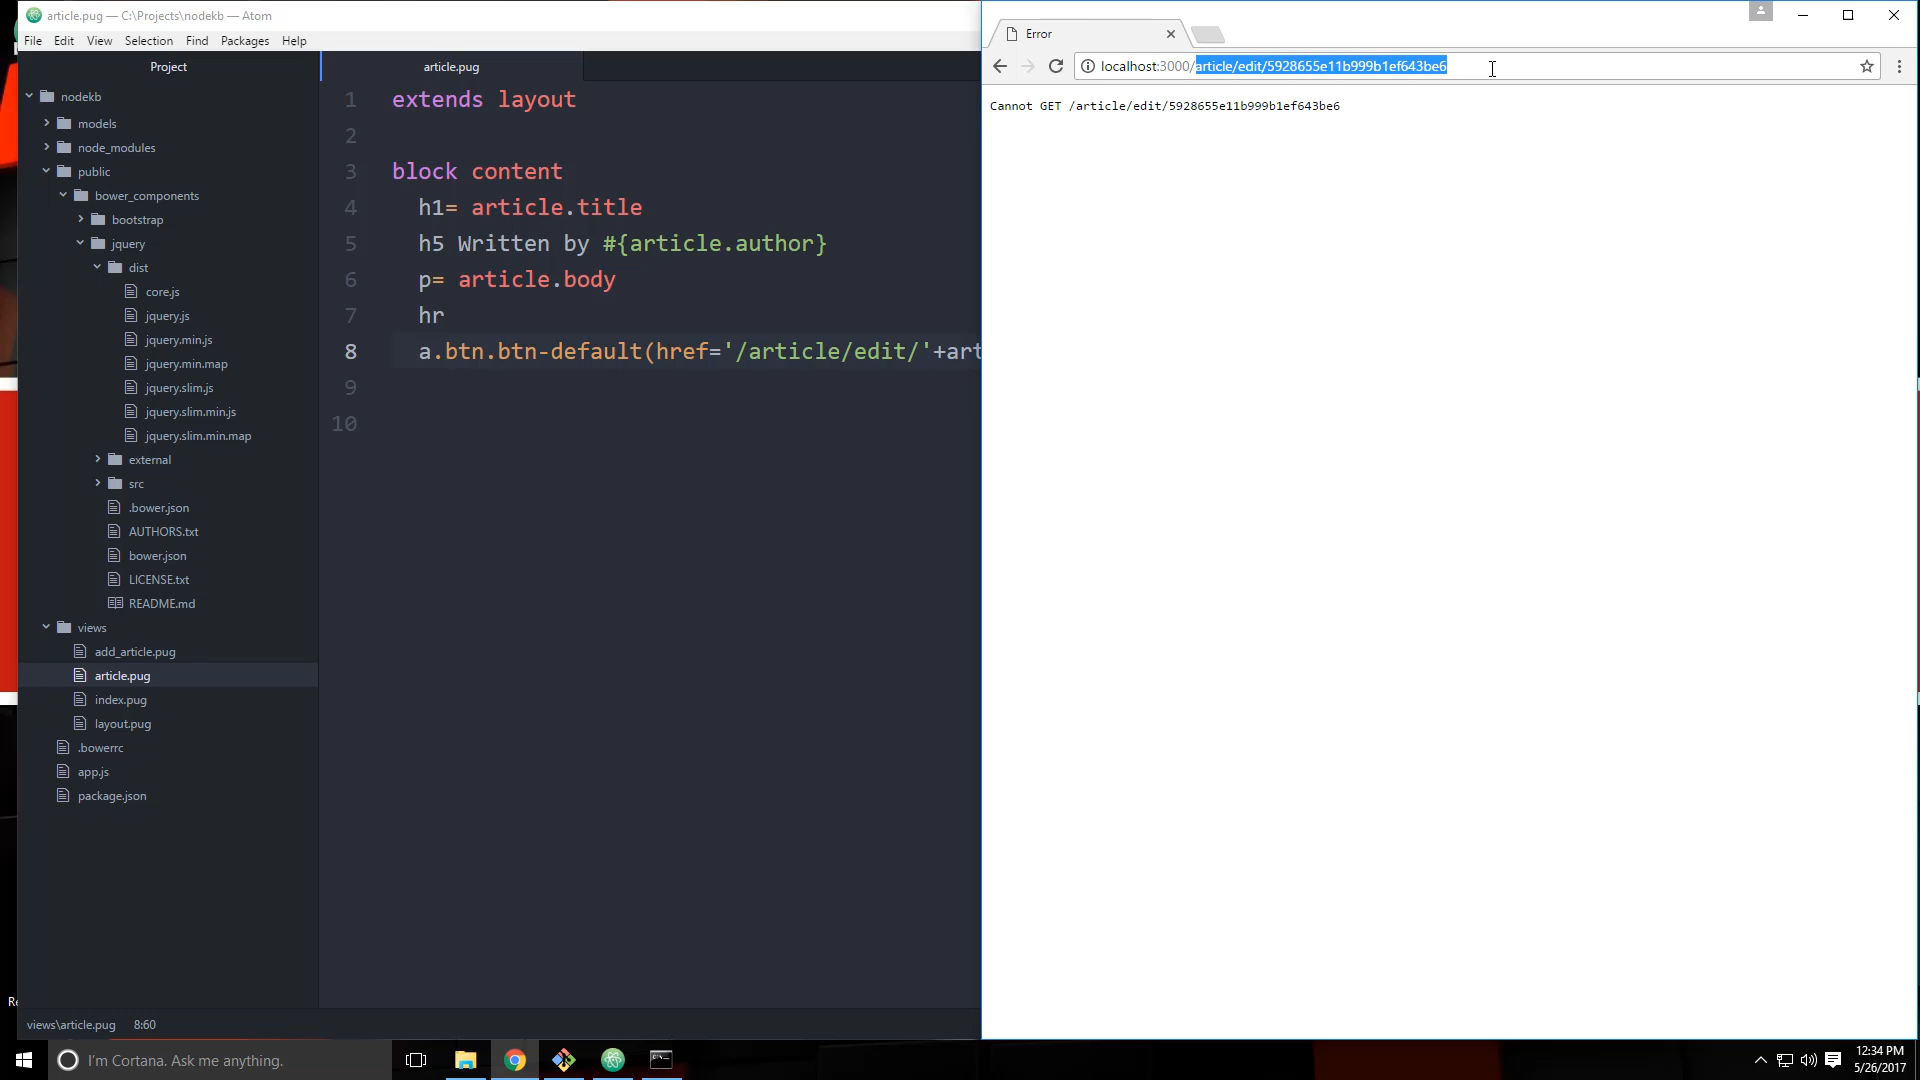 article.pug — C:\Projects\nodekb — Atom
File Edit View Selection Find Packages Help
Project
nodekb
models
node_modules
public
bower_components
bootstrap
jquery
dist
core.js
jquery.js
jquery.min.js
jquery.min.map
jquery.slim.js
jquery.slim.min.js
jquery.slim.min.map
external
src
.bower.json
AUTHORS.txt
bower.json
LICENSE.txt
README.md
views
add_article.pug
article.pug
index.pug
layout.pug
.bowerrc
app.js
package.json
article.pug
1 extends layout
2
3 block content
4 h1= article.title
5 h5 Written by #{article.author}
6 p= article.body
7 hr
8 a.btn.btn-default(href='/article/edit/'+art
9
10
views\article.pug 8:60
Error
localhost:3000/article/edit/5928655e11b999b1ef643be6
Cannot GET /article/edit/5928655e11b999b1ef643be6
Re
I'm Cortana. Ask me anything.
12:34 PM
5/26/2017